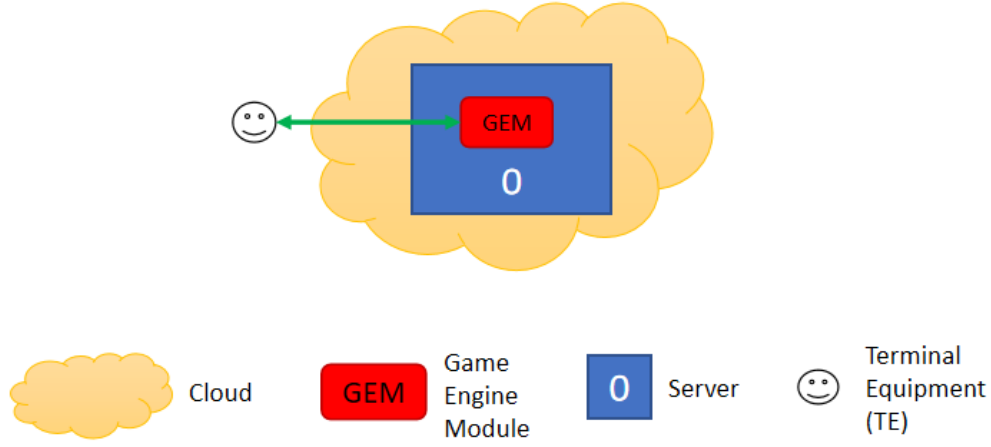 GEM
0
Cloud
GEM
Game
Engine
Module
0
Server
Terminal
Equipment
(TE)